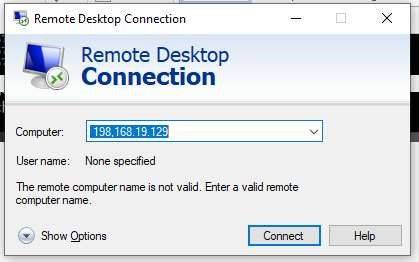 Remote Desktop Connection
Remote Desktop
Connection
Computer:
198,168.19.129
User name:
None specified
The remote computer name is not valid. Enter a valid remote
computer name.
Show Options
Connect
Help